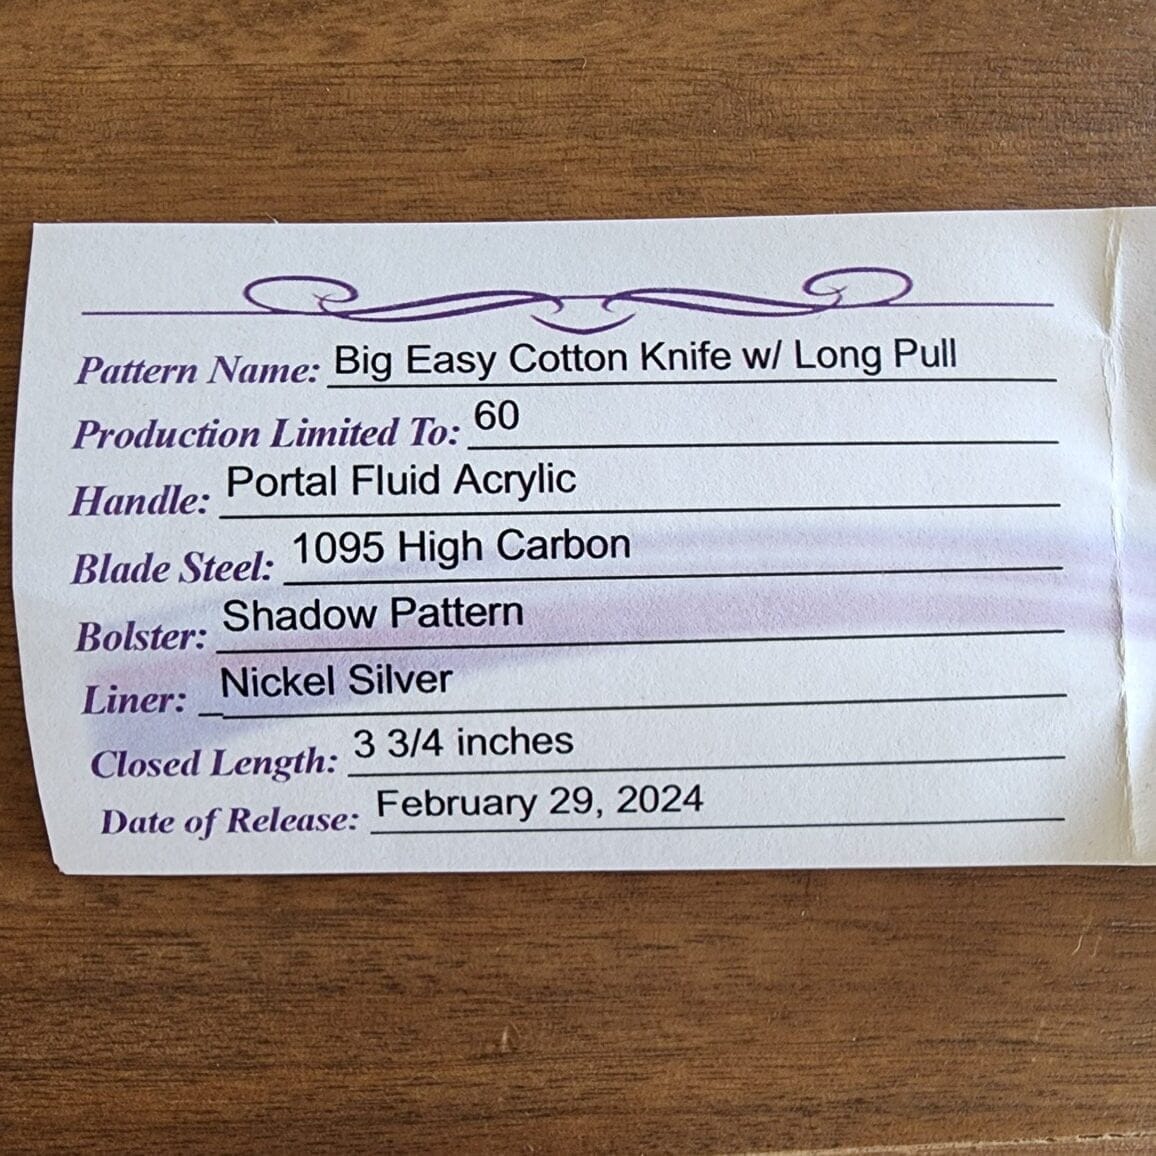 Pattern Name: Big Easy Cotton Knife w/ Long Pull
Production Limited To: 60
Handle: Portal Fluid Acrylic
Blade Steel: 1095 High Carbon
Bolster: Shadow Pattern
Liner: Nickel Silver
Closed Length: 3 3/4 inches
Date of Release: February 29, 2024